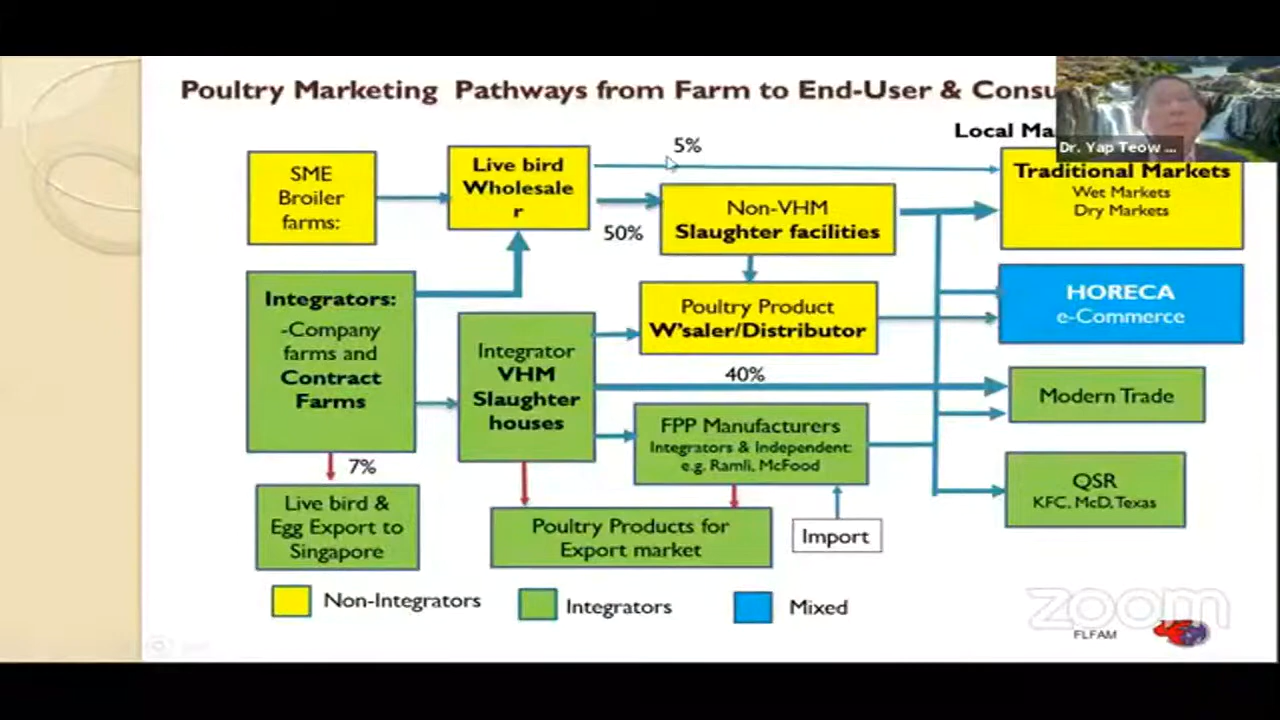 Poultry Marketing Pathways from Farm to End-User & Consu
Dr. Yap Teow ...
Local Ma
5%
SME
Broiler
farms:
Live bird
Wholesale
r
50%
Non-VHM
Slaughter facilities
Traditional Markets
Wet Markets
Dry Markets
Integrators:
-Company
farms and
Contract
Farms
Integrator
VHM
Slaughter
houses
Poultry Product
W'saler/Distributor
HORECA
e-Commerce
40%
Modern Trade
FPP Manufacturers
Integrators & Independent:
e.g. Ramli, McFood
7%
QSR
KFC, McD, Texas
Live bird &
Egg Export to
Singapore
Poultry Products for
Export market
Import
Non-Integrators
Integrators
Mixed
zoom
FLFAM